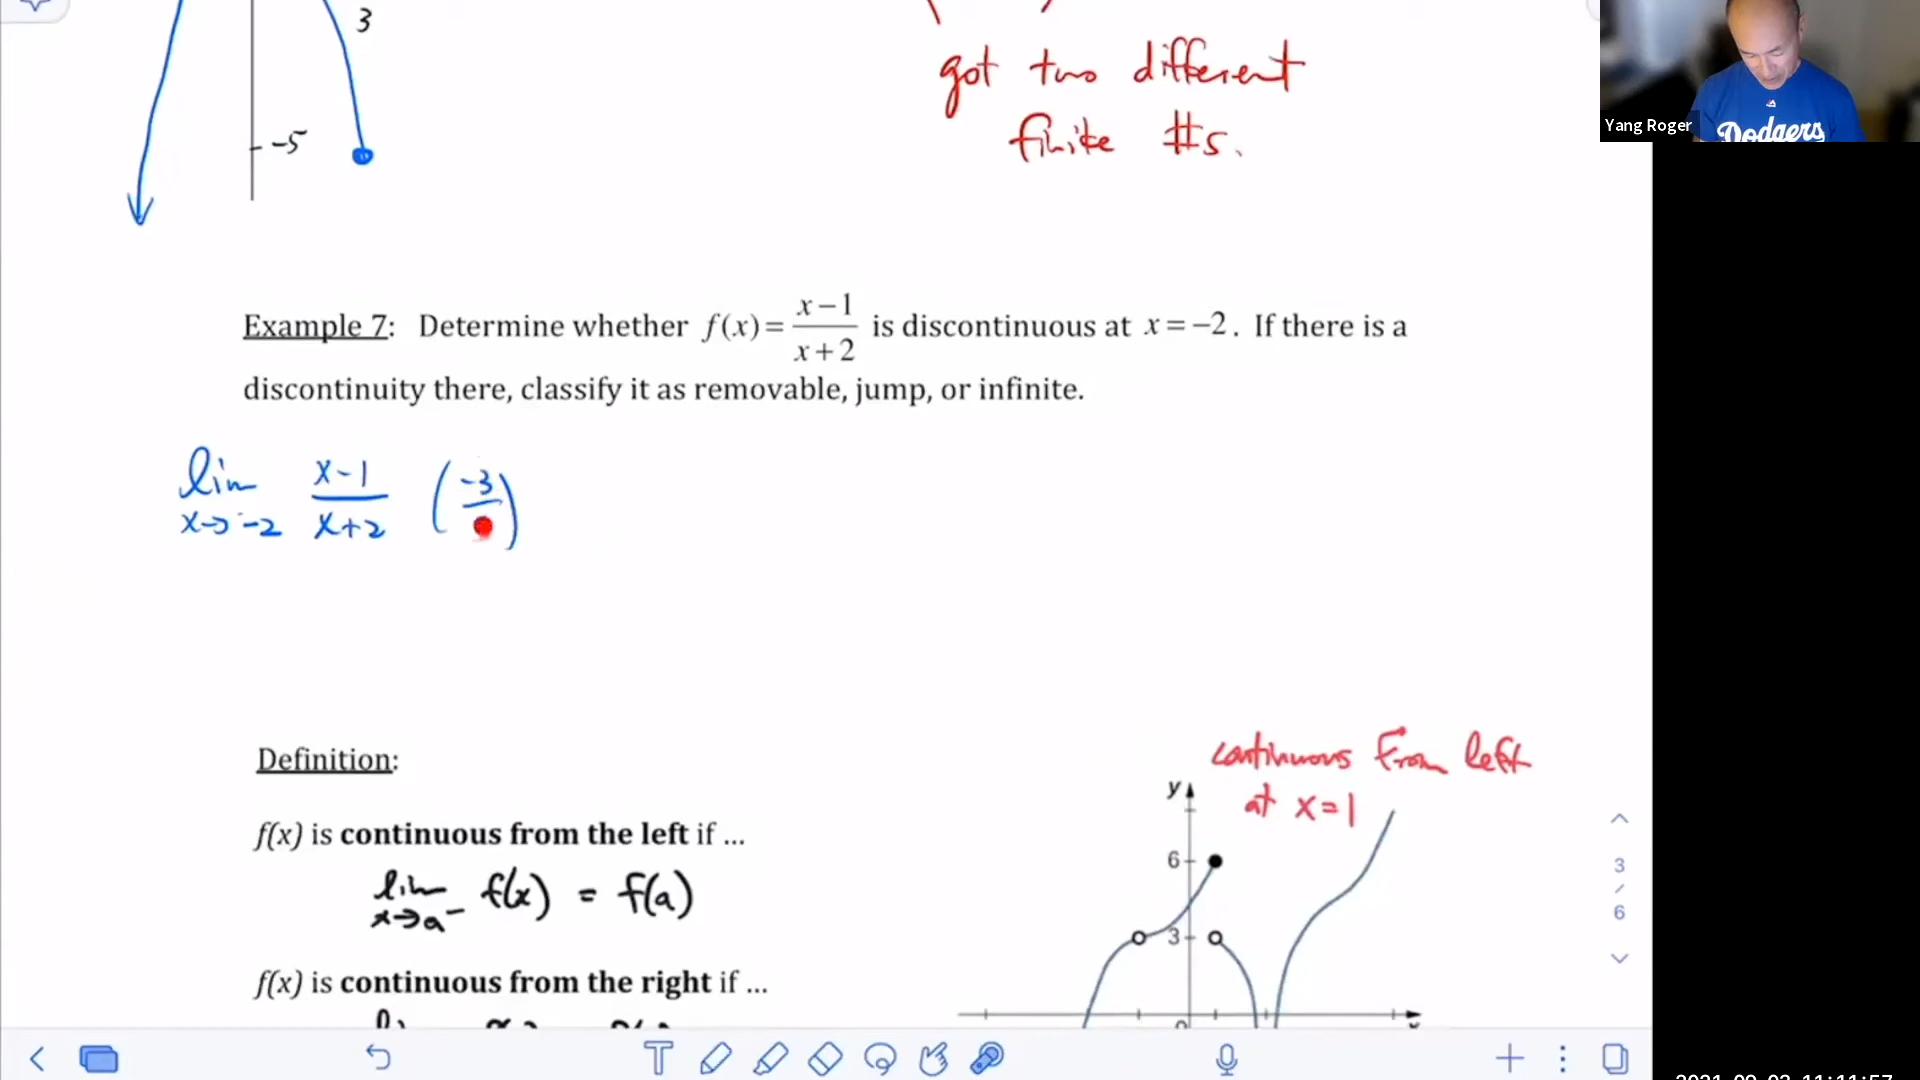 3
-5
got two different
finite #s.
Yang Roger
Dodgers
Example 7: Determine whether f(x)= x-1 / x+2 is discontinuous at x=-2. If there is a
discontinuity there, classify it as removable, jump, or infinite.
lim x→-2 x-1 / x+2 (-3 / )
Definition:
continuous from left
at x=1
y
f(x) is continuous from the left if ...
6
lim x→a⁻ f(x) = f(a)
3
f(x) is continuous from the right if ...
3
/
6
T